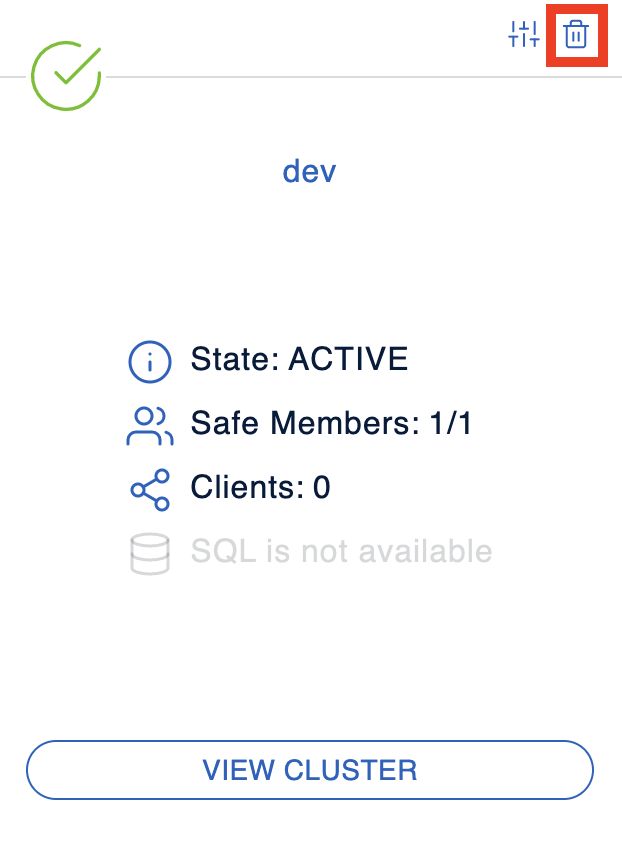 dev
State: ACTIVE
Safe Members: 1/1
Clients: 0
SQL is not available
VIEW CLUSTER